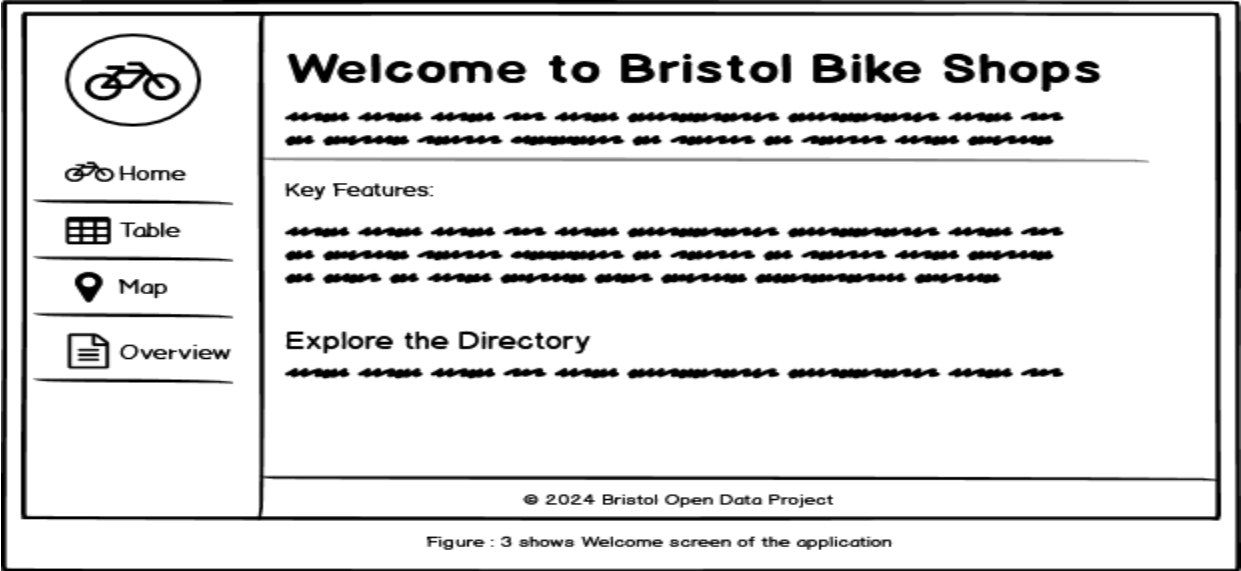 Welcome to Bristol Bike Shops
Home
Table
Map
Overview
Key Features:
Explore the Directory
© 2024 Bristol Open Data Project
Figure : 3 shows Welcome screen of the application